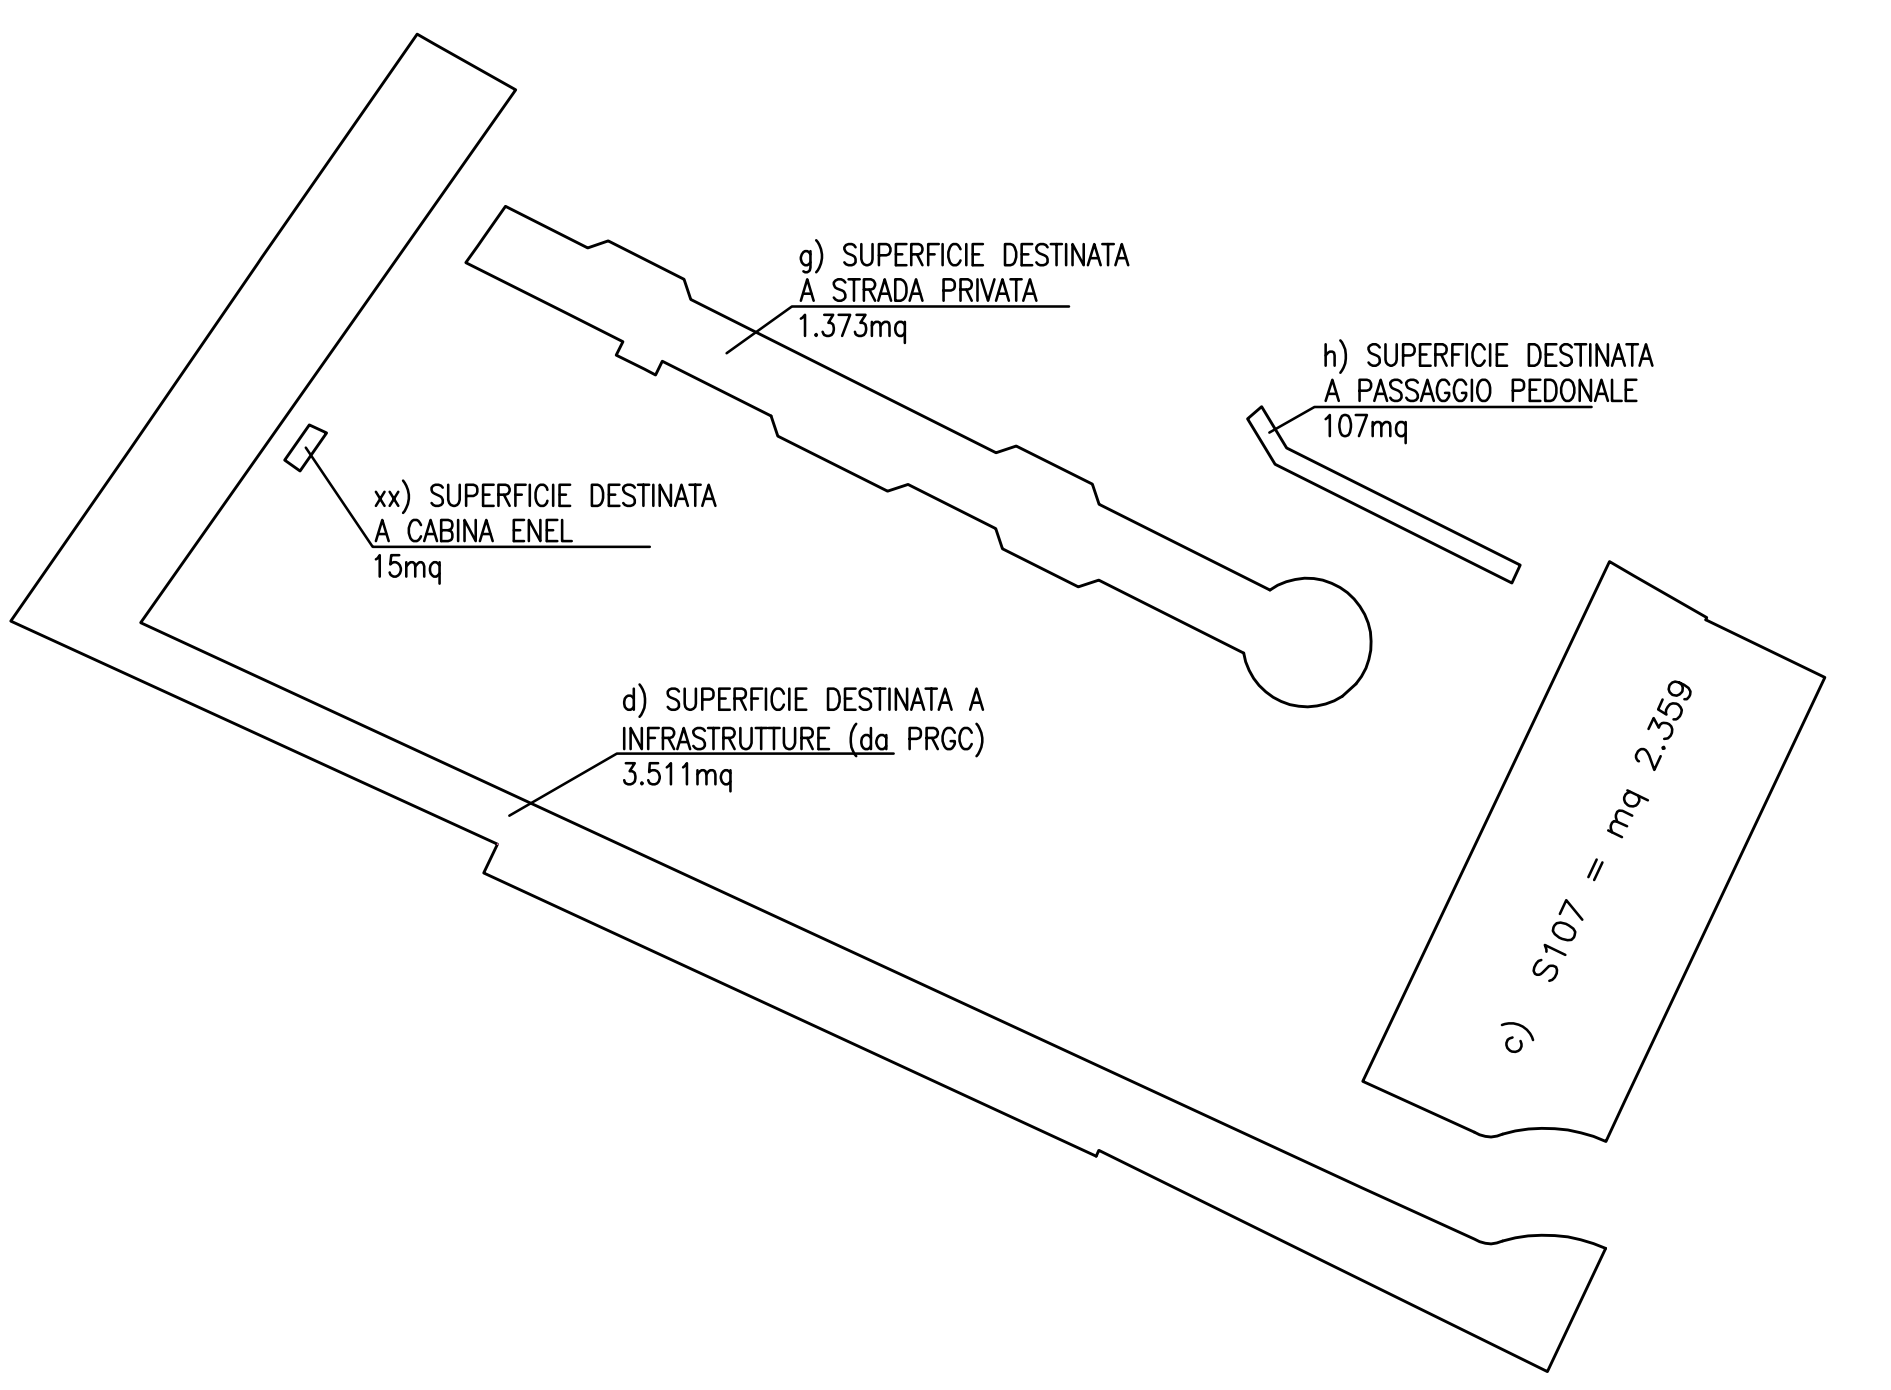 g) SUPERFICIE DESTINATA
A STRADA PRIVATA
1.373mq
h) SUPERFICIE DESTINATA
A PASSAGGIO PEDONALE
107mq
xx) SUPERFICIE DESTINATA
A CABINA ENEL
15mq
d) SUPERFICIE DESTINATA A
INFRASTRUTTURE (da PRGC)
3.511mq
c) S107 = mq 2.359